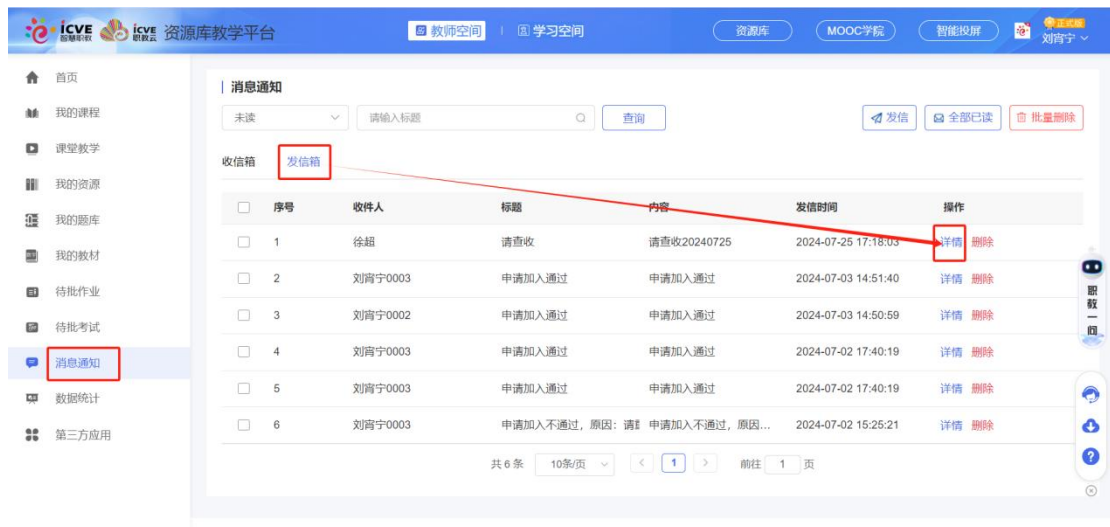 icve 智慧职教 icve 职教云 资源库教学平台 教师空间 学习空间 资源库 MOOC学院 智能投屏 正式版 刘宵宁
首页
我的课程
课堂教学
我的资源
我的题库
我的教材
待批作业
待批考试
消息通知
数据统计
第三方应用
消息通知
未读 请输入标题 查询 发信 全部已读 批量删除
收信箱 发信箱
序号 收件人 标题 内容 发信时间 操作
1 徐超 请查收 请查收20240725 2024-07-25 17:18:03 详情 删除
2 刘宵宁0003 申请加入通过 申请加入通过 2024-07-03 14:51:40 详情 删除
3 刘宵宁0002 申请加入通过 申请加入通过 2024-07-03 14:50:59 详情 删除
4 刘宵宁0003 申请加入通过 申请加入通过 2024-07-02 17:40:19 详情 删除
5 刘宵宁0003 申请加入通过 申请加入通过 2024-07-02 17:40:19 详情 删除
6 刘宵宁0003 申请加入不通过，原因：请 申请加入不通过，原因... 2024-07-02 15:25:21 详情 删除
共 6 条 10条/页 1 前往 1 页
职教一问